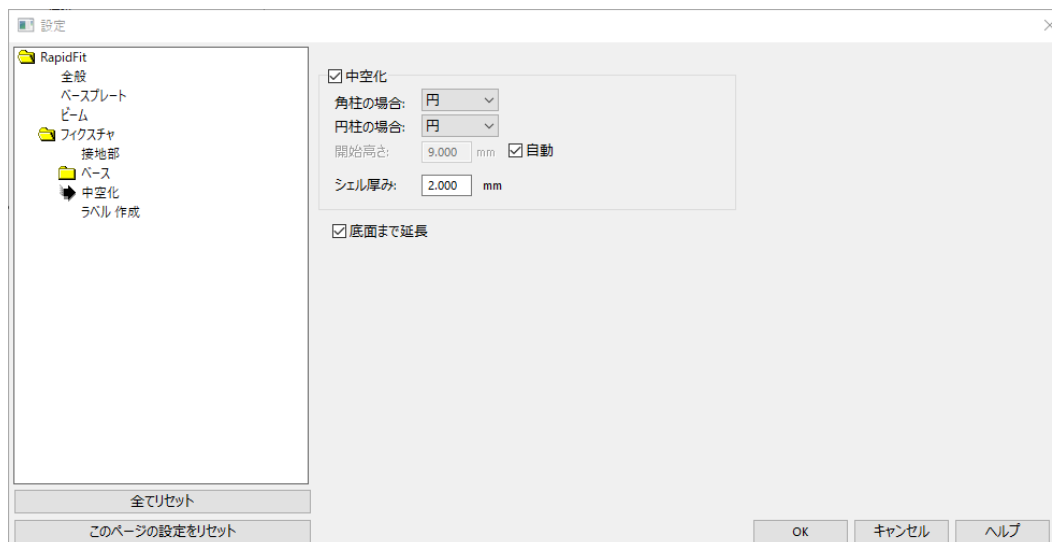 設定
RapidFit
全般
ベースプレート
ビーム
フィクスチャ
接地部
ベース
中空化
ラベル 作成
全てリセット
このページの設定をリセット
中空化
角柱の場合: 円
円柱の場合: 円
開始高さ: 9.000 mm 自動
シェル厚み: 2.000 mm
底面まで延長
OK キャンセル ヘルプ